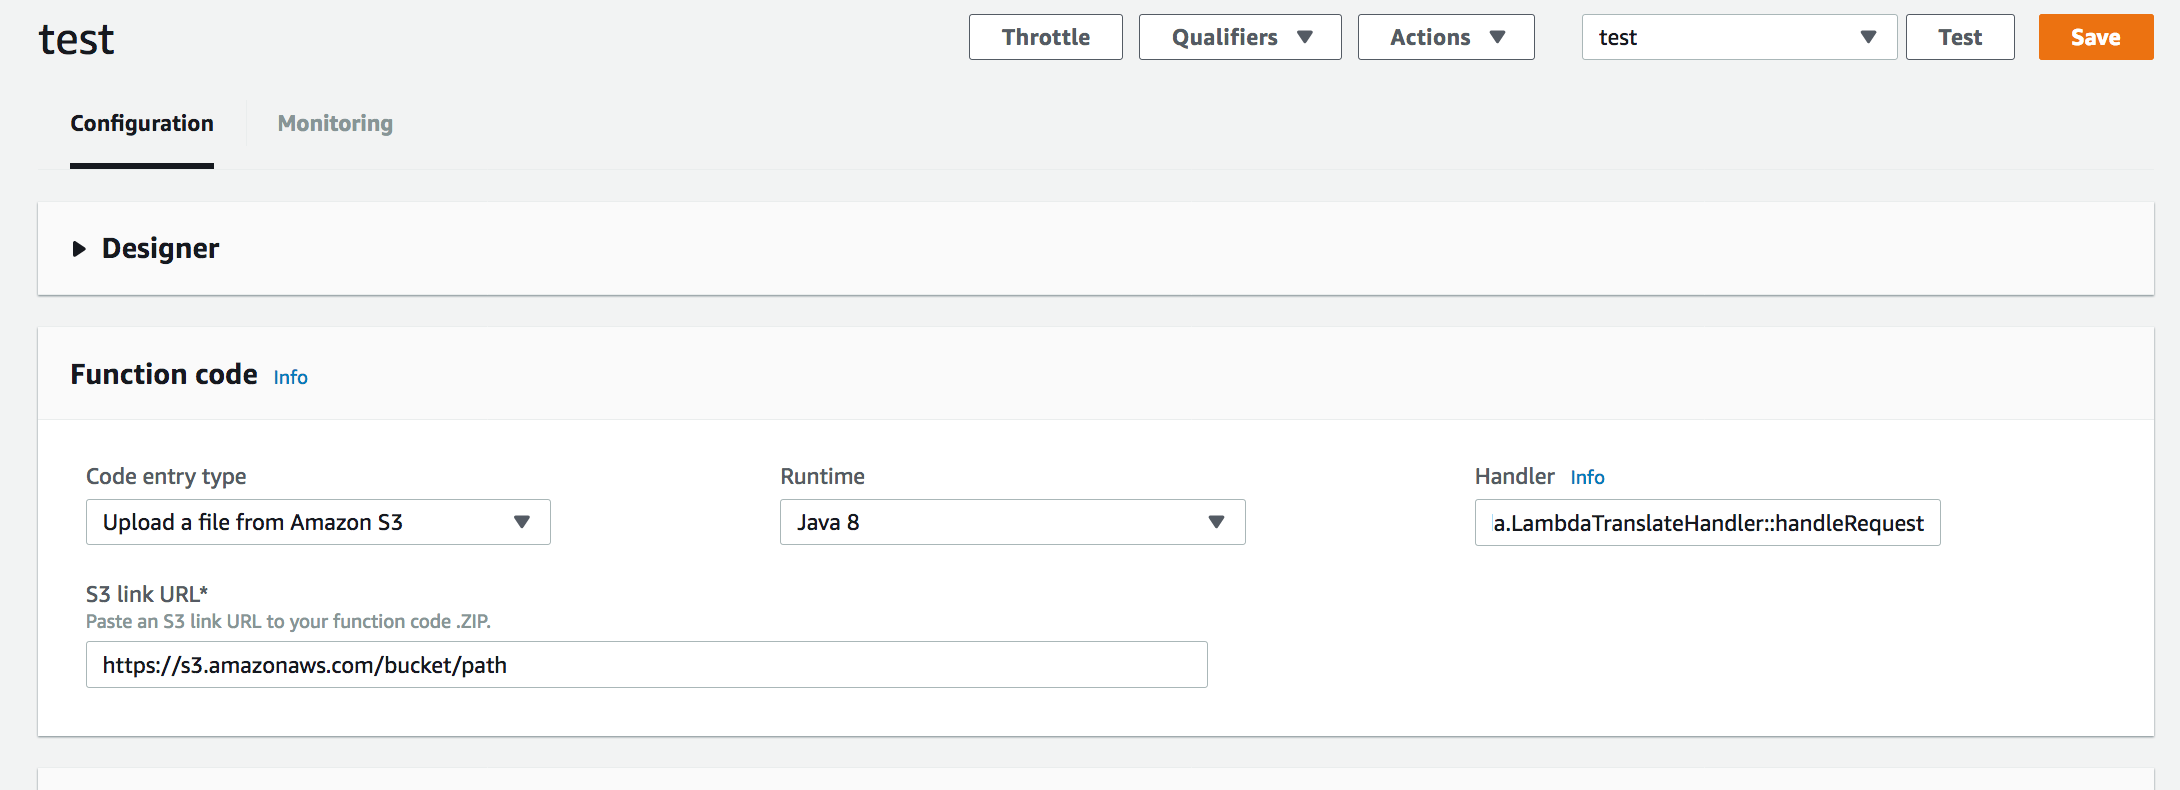 test
Throttle
Qualifiers
Actions
test
Test
Save
Configuration
Monitoring
Designer
Function code Info
Code entry type
Runtime
Handler Info
Upload a file from Amazon S3
Java 8
a.LambdaTranslateHandler::handleRequest
S3 link URL*
Paste an S3 link URL to your function code .ZIP.
https://s3.amazonaws.com/bucket/path